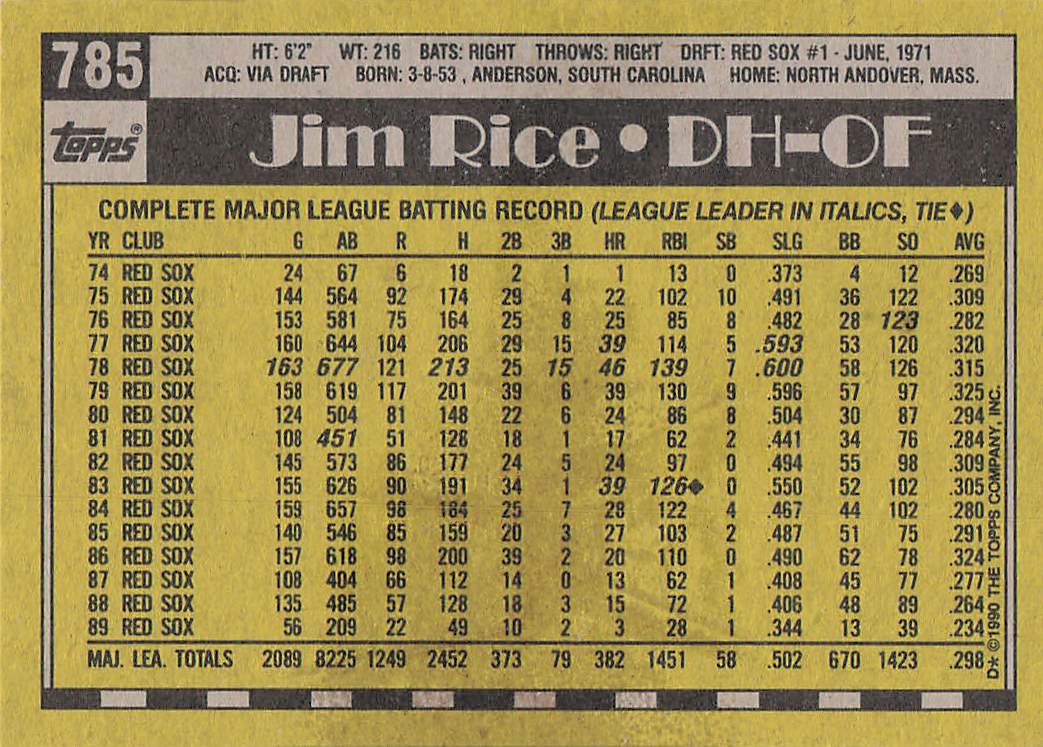 785
HT: 6'2" WT: 216 BATS: RIGHT THROWS: RIGHT DRFT: RED SOX #1 - JUNE, 1971
ACQ: VIA DRAFT BORN: 3-8-53 , ANDERSON, SOUTH CAROLINA HOME: NORTH ANDOVER, MASS.
topps®
Jim Rice • DH-OF
COMPLETE MAJOR LEAGUE BATTING RECORD (LEAGUE LEADER IN ITALICS, TIE♦)
YR CLUB G AB R H 2B 3B HR RBI SB SLG BB SO AVG
74 RED SOX 24 67 6 18 2 1 1 13 0 .373 4 12 .269
75 RED SOX 144 564 92 174 29 4 22 102 10 .491 36 122 .309
76 RED SOX 153 581 75 164 25 8 25 85 8 .482 28 123 .282
77 RED SOX 160 644 104 206 29 15 39 114 5 .593 53 120 .320
78 RED SOX 163 677 121 213 25 15 46 139 7 .600 58 126 .315
79 RED SOX 158 619 117 201 39 6 39 130 9 .596 57 97 .325
80 RED SOX 124 504 81 148 22 6 24 86 8 .504 30 87 .294
81 RED SOX 108 451 51 128 18 1 17 62 2 .441 34 76 .284
82 RED SOX 145 573 86 177 24 5 24 97 0 .494 55 98 .309
83 RED SOX 155 626 90 191 34 1 39 126♦ 0 .550 52 102 .305
84 RED SOX 159 657 98 184 25 7 28 122 4 .467 44 102 .280
85 RED SOX 140 546 85 159 20 3 27 103 2 .487 51 75 .291
86 RED SOX 157 618 98 200 39 2 20 110 0 .490 62 78 .324
87 RED SOX 108 404 66 112 14 0 13 62 1 .408 45 77 .277
88 RED SOX 135 485 57 128 18 3 15 72 1 .406 48 89 .264
89 RED SOX 56 209 22 49 10 2 3 28 1 .344 13 39 .234
MAJ. LEA. TOTALS 2089 8225 1249 2452 373 79 382 1451 58 .502 670 1423 .298
D* ©1990 THE TOPPS COMPANY, INC.